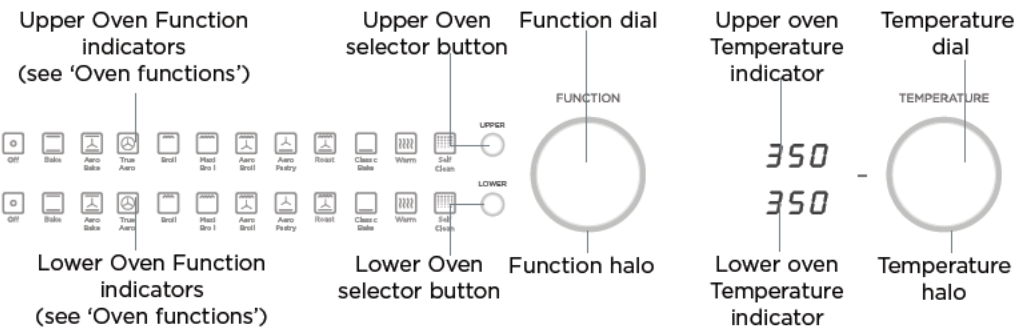 Upper Oven Function
indicators
(see ‘Oven functions’)
Upper Oven
selector button
Function dial
Upper oven
Temperature
indicator
Temperature
dial
FUNCTION
TEMPERATURE
UPPER
Off Bake Aero Bake True Aero Broil Maxi Broil Aero Broil Aero Pastry Roast Classic Bake Warm Self Clean
350
-
LOWER
Off Bake Aero Bake True Aero Broil Maxi Broil Aero Broil Aero Pastry Roast Classic Bake Warm Self Clean
350
Lower Oven Function
indicators
(see ‘Oven functions’)
Lower Oven
selector button
Function halo
Lower oven
Temperature
indicator
Temperature
halo